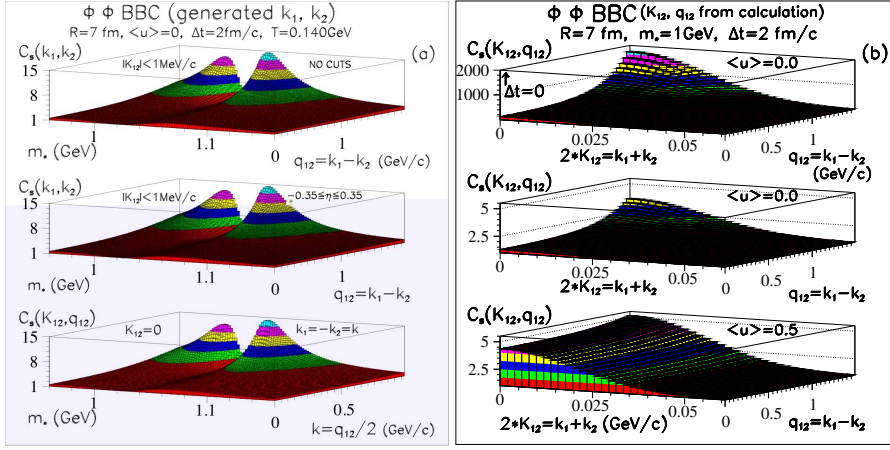 ϕ ϕ BBC (generated k₁, k₂)
R=7 fm, <u>=0, Δt=2fm/c, T=0.140GeV
(a)
Cₛ(k₁,k₂)
|K₁₂|<1MeV/c
NO CUTS
15
8
1
1
1.1
0
1
m⁎ (GeV)
q₁₂=k₁−k₂ (GeV/c)
Cₛ(k₁,k₂)
|K₁₂|<1MeV/c
−0.35≤η≤0.35
15
8
1
1
1.1
0
1
m⁎ (GeV)
q₁₂=k₁−k₂
Cₛ(K₁₂,q₁₂)
K₁₂=0
k₁=−k₂=k
15
8
1
1
1.1
0
0.5
m⁎ (GeV)
k=q₁₂/2 (GeV/c)
ϕ ϕ BBC (K₁₂, q₁₂ from calculation)
R=7 fm, m⁎=1GeV, Δt=2 fm/c
(b)
Cₛ(K₁₂,q₁₂)
<u>=0.0
2000
1000
Δt=0
0
0.025
0.05
0
0.5
1
2*K₁₂=k₁+k₂
q₁₂=k₁−k₂
(GeV/c)
Cₛ(K₁₂,q₁₂)
<u>=0.0
5
2.5
0
0.025
0.05
0
0.5
1
2*K₁₂=k₁+k₂
q₁₂=k₁−k₂
Cₛ(K₁₂,q₁₂)
<u>=0.5
5
2.5
0
0.025
0.05
0
0.5
1
2*K₁₂=k₁+k₂ (GeV/c)
q₁₂=k₁−k₂